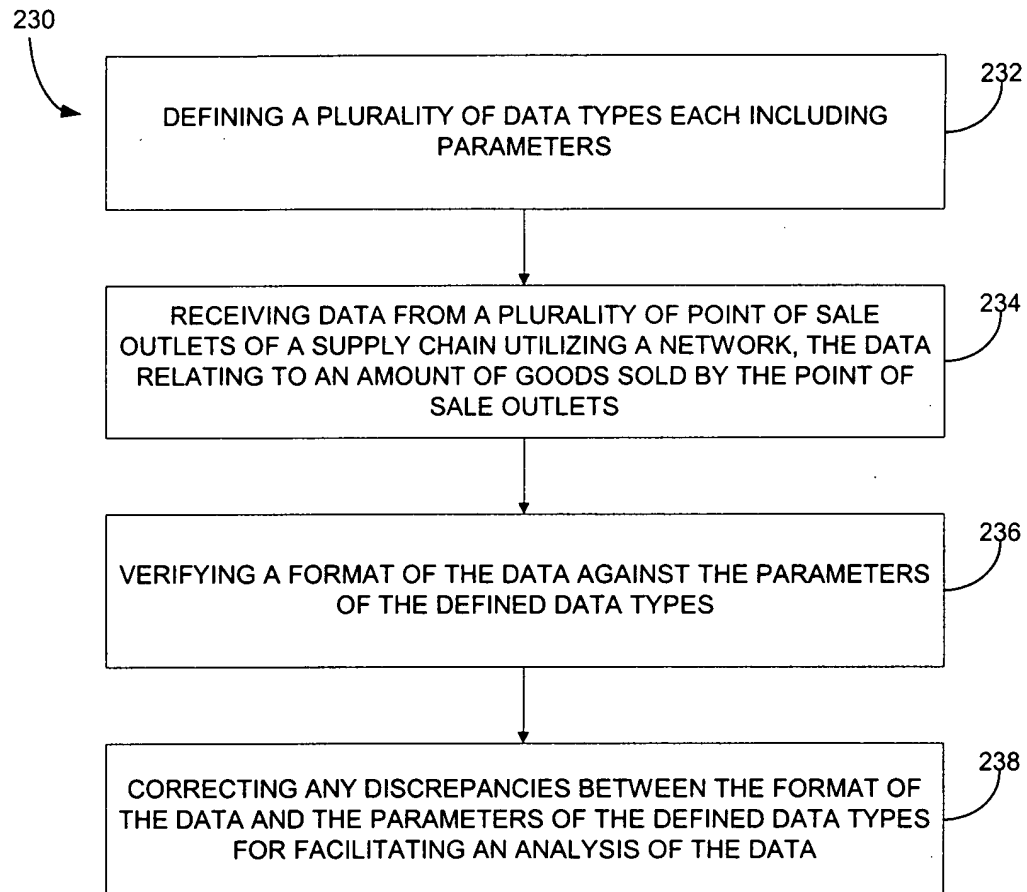 230
232
DEFINING A PLURALITY OF DATA TYPES EACH INCLUDING
PARAMETERS
234
RECEIVING DATA FROM A PLURALITY OF POINT OF SALE
OUTLETS OF A SUPPLY CHAIN UTILIZING A NETWORK, THE DATA
RELATING TO AN AMOUNT OF GOODS SOLD BY THE POINT OF
SALE OUTLETS
236
VERIFYING A FORMAT OF THE DATA AGAINST THE PARAMETERS
OF THE DEFINED DATA TYPES
238
CORRECTING ANY DISCREPANCIES BETWEEN THE FORMAT OF
THE DATA AND THE PARAMETERS OF THE DEFINED DATA TYPES
FOR FACILITATING AN ANALYSIS OF THE DATA